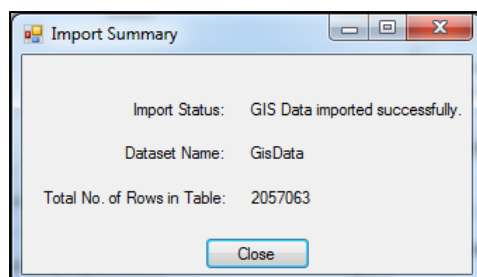 Import Summary
Import Status: GIS Data imported successfully.
Dataset Name: GisData
Total No. of Rows in Table: 2057063
Close